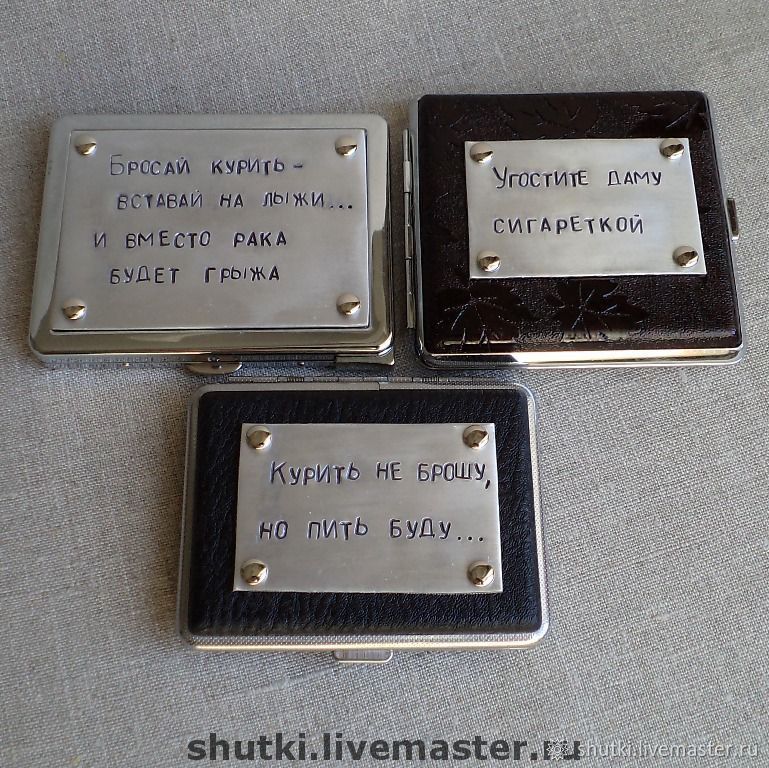 Бросай курить -
вставай на лыжи...
и вместо рака
будет грыжа
Угостите даму
сигареткой
Курить не брошу,
но пить буду...
shutki.livemaster.ru
shutki.livemaster.ru